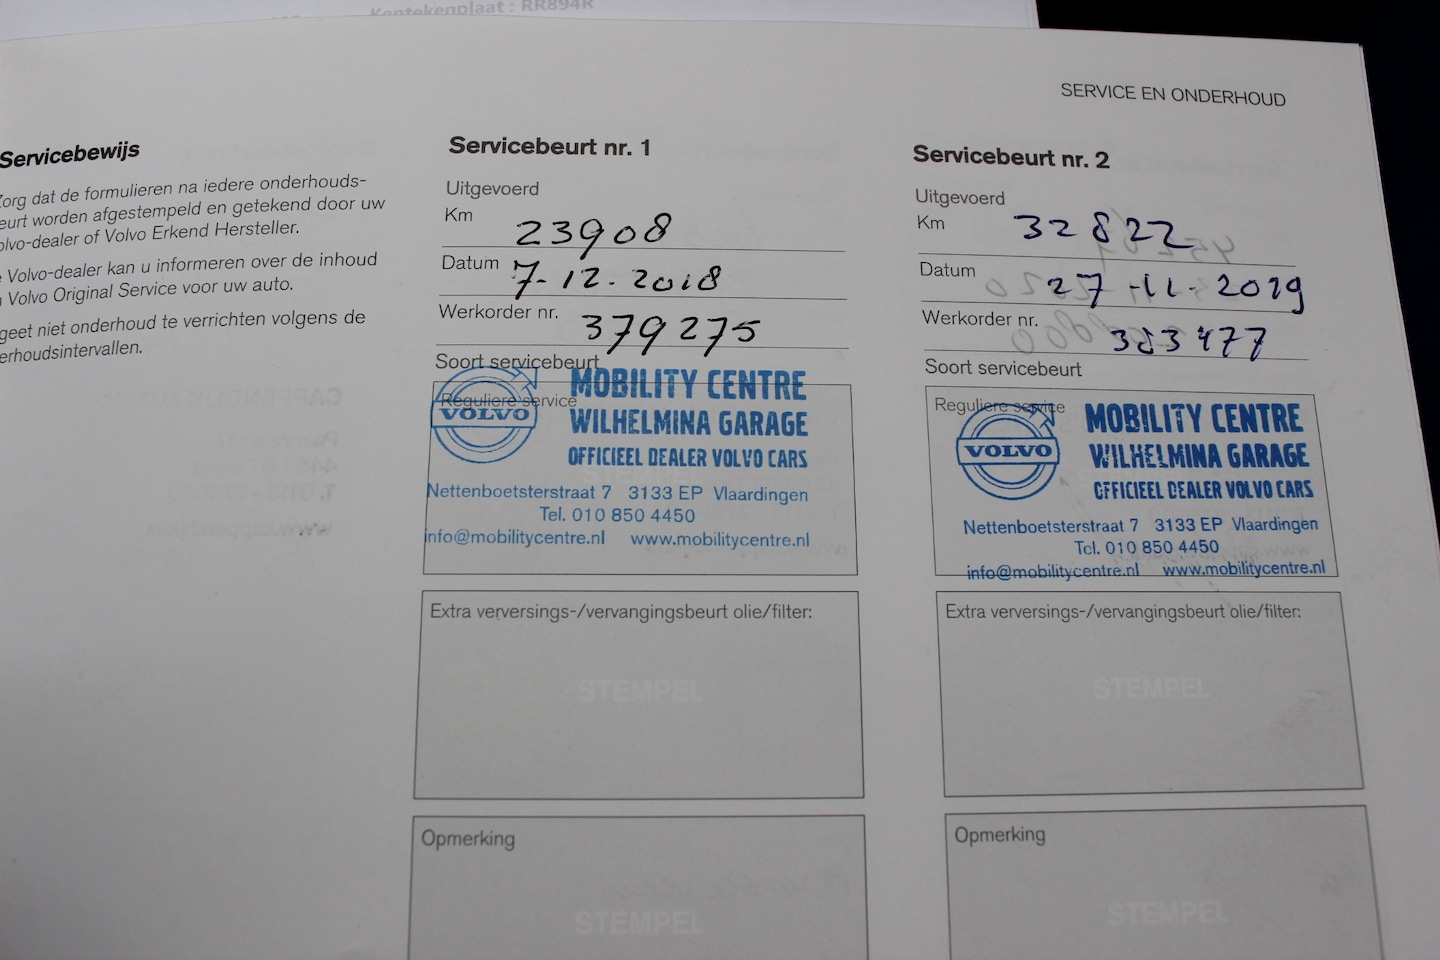 Kentekenplaat : RR894R
SERVICE EN ONDERHOUD
Servicebewijs
Zorg dat de formulieren na iedere onderhouds-
eurt worden afgestempeld en getekend door uw
olvo-dealer of Volvo Erkend Hersteller.
e Volvo-dealer kan u informeren over de inhoud
n Volvo Original Service voor uw auto.
geet niet onderhoud te verrichten volgens de
erhoudsintervallen.
Servicebeurt nr. 1
Uitgevoerd
Km 23908
Datum 7-12-2018
Werkorder nr. 379275
Soort servicebeurt
Reguliere service
VOLVO
MOBILITY CENTRE
WILHELMINA GARAGE
OFFICIEEL DEALER VOLVO CARS
Nettenboetsterstraat 7 3133 EP Vlaardingen
Tel. 010 850 4450
info@mobilitycentre.nl www.mobilitycentre.nl
Extra verversings-/vervangingsbeurt olie/filter:
STEMPEL
Opmerking
STEMPEL
Servicebeurt nr. 2
Uitgevoerd
Km 32822
Datum 27-11-2019
Werkorder nr. 383477
Soort servicebeurt
Reguliere service
VOLVO
MOBILITY CENTRE
WILHELMINA GARAGE
OFFICIEEL DEALER VOLVO CARS
Nettenboetsterstraat 7 3133 EP Vlaardingen
Tel. 010 850 4450
info@mobilitycentre.nl www.mobilitycentre.nl
Extra verversings-/vervangingsbeurt olie/filter:
STEMPEL
Opmerking
STEMPEL